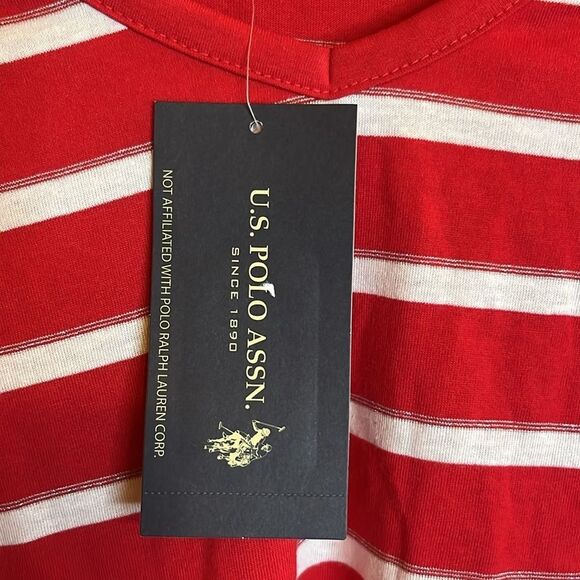 U.S. POLO ASSN.
SINCE 1890
NOT AFFILIATED WITH POLO RALPH LAUREN CORP.